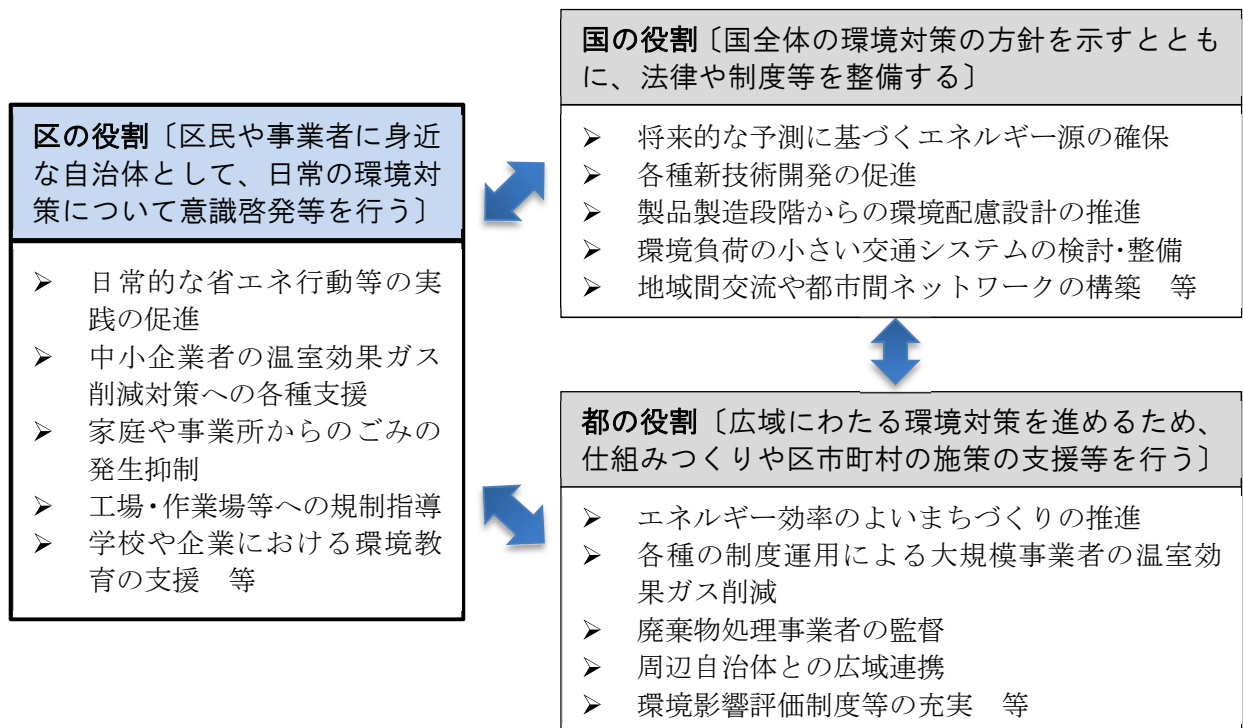 区の役割〔区民や事業者に身近
な自治体として、日常の環境対
策について意識啓発等を行う〕
➢ 日常的な省エネ行動等の実
践の促進
➢ 中小企業者の温室効果ガス
削減対策への各種支援
➢ 家庭や事業所からのごみの
発生抑制
➢ 工場・作業場等への規制指導
➢ 学校や企業における環境教
育の支援　等
国の役割〔国全体の環境対策の方針を示すととも
に、法律や制度等を整備する〕
➢ 将来的な予測に基づくエネルギー源の確保
➢ 各種新技術開発の促進
➢ 製品製造段階からの環境配慮設計の推進
➢ 環境負荷の小さい交通システムの検討・整備
➢ 地域間交流や都市間ネットワークの構築　等
都の役割〔広域にわたる環境対策を進めるため、
仕組みつくりや区市町村の施策の支援等を行う〕
➢ エネルギー効率のよいまちづくりの推進
➢ 各種の制度運用による大規模事業者の温室効
果ガス削減
➢ 廃棄物処理事業者の監督
➢ 周辺自治体との広域連携
➢ 環境影響評価制度等の充実　等